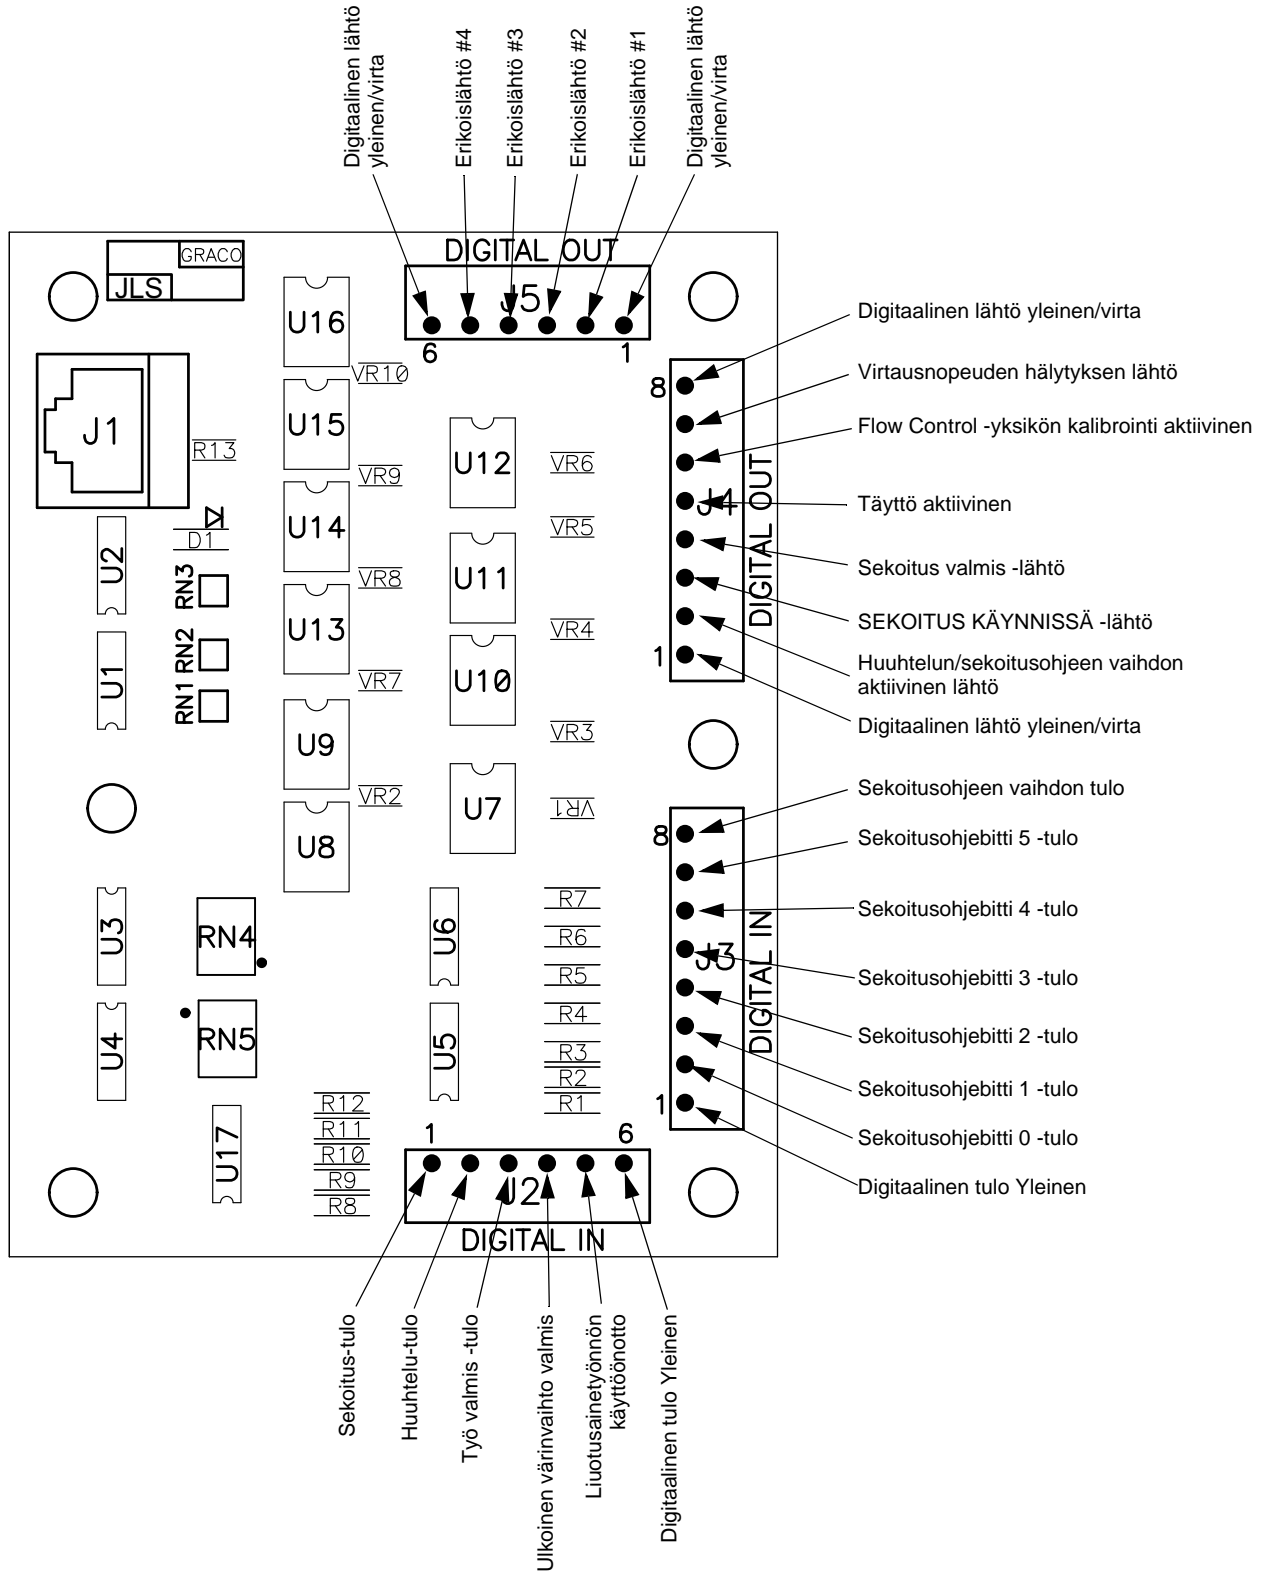 Digitaalinen lähtö
yleinen/virta
Erikoislähtö #4
Erikoislähtö #3
Erikoislähtö #2
Erikoislähtö #1
Digitaalinen lähtö
yleinen/virta
GRACO
JLS
DIGITAL OUT
J5
6
1
J1
U16
VR10
U15
R13
VR9
U12
VR6
U14
VR5
D1
U2
RN3
VR8
U11
U13
VR4
U1
RN2
RN1
VR7
U10
U9
VR3
VR2
U7
VR1
U8
8
J4
DIGITAL OUT
1
Digitaalinen lähtö yleinen/virta
Virtausnopeuden hälytyksen lähtö
Flow Control -yksikön kalibrointi aktiivinen
Täyttö aktiivinen
Sekoitus valmis -lähtö
SEKOITUS KÄYNNISSÄ -lähtö
Huuhtelun/sekoitusohjeen vaihdon
aktiivinen lähtö
Digitaalinen lähtö yleinen/virta
8
J3
DIGITAL IN
1
Sekoitusohjeen vaihdon tulo
Sekoitusohjebitti 5 -tulo
Sekoitusohjebitti 4 -tulo
Sekoitusohjebitti 3 -tulo
Sekoitusohjebitti 2 -tulo
Sekoitusohjebitti 1 -tulo
Sekoitusohjebitti 0 -tulo
Digitaalinen tulo Yleinen
U3
RN4
U6
R7
R6
R5
U4
RN5
U5
R4
R3
R2
R1
U17
R12
R11
R10
R9
R8
1
6
J2
DIGITAL IN
Sekoitus-tulo
Huuhtelu-tulo
Työ valmis -tulo
Ulkoinen värinvaihto valmis
Liuotusainetyönnön
käyttöönotto
Digitaalinen tulo Yleinen